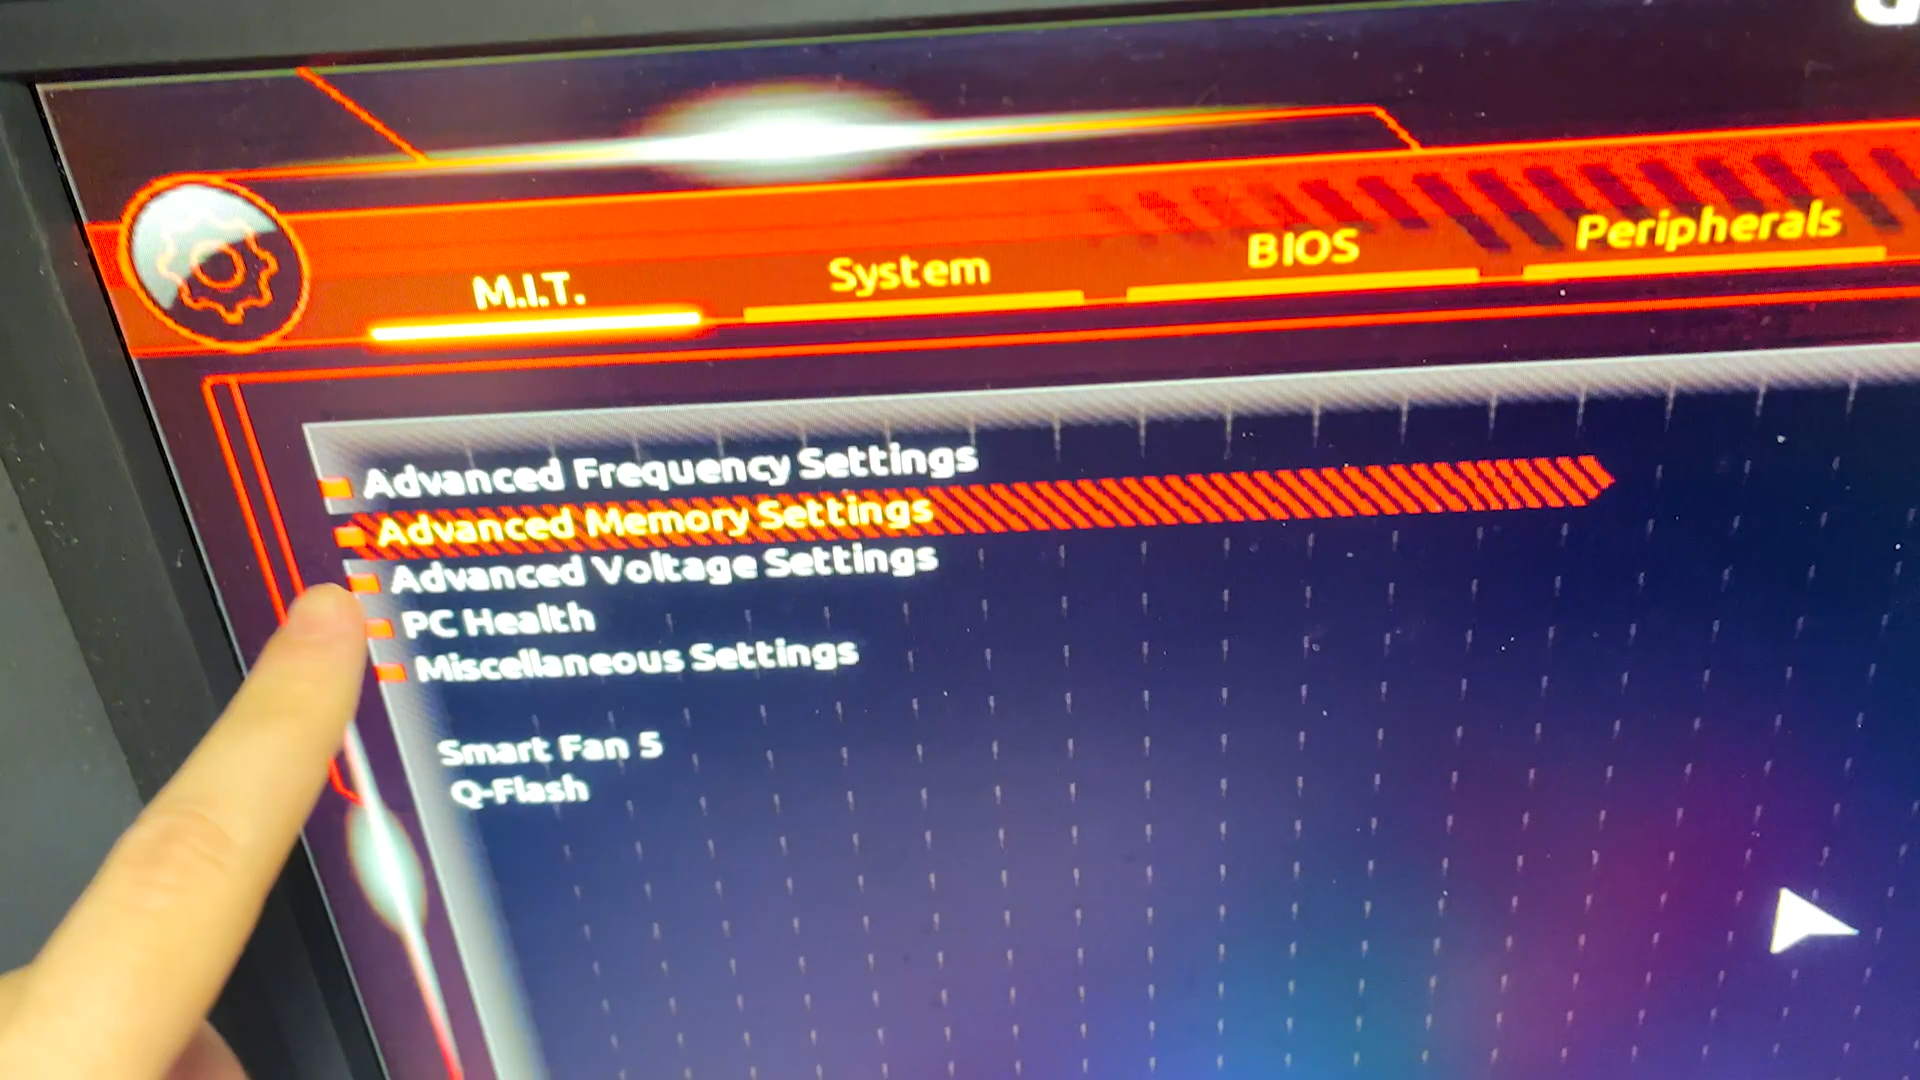 M.I.T.
System
BIOS
Peripherals
Advanced Frequency Settings
Advanced Memory Settings
Advanced Voltage Settings
PC Health
Miscellaneous Settings
Smart Fan 5
Q-Flash